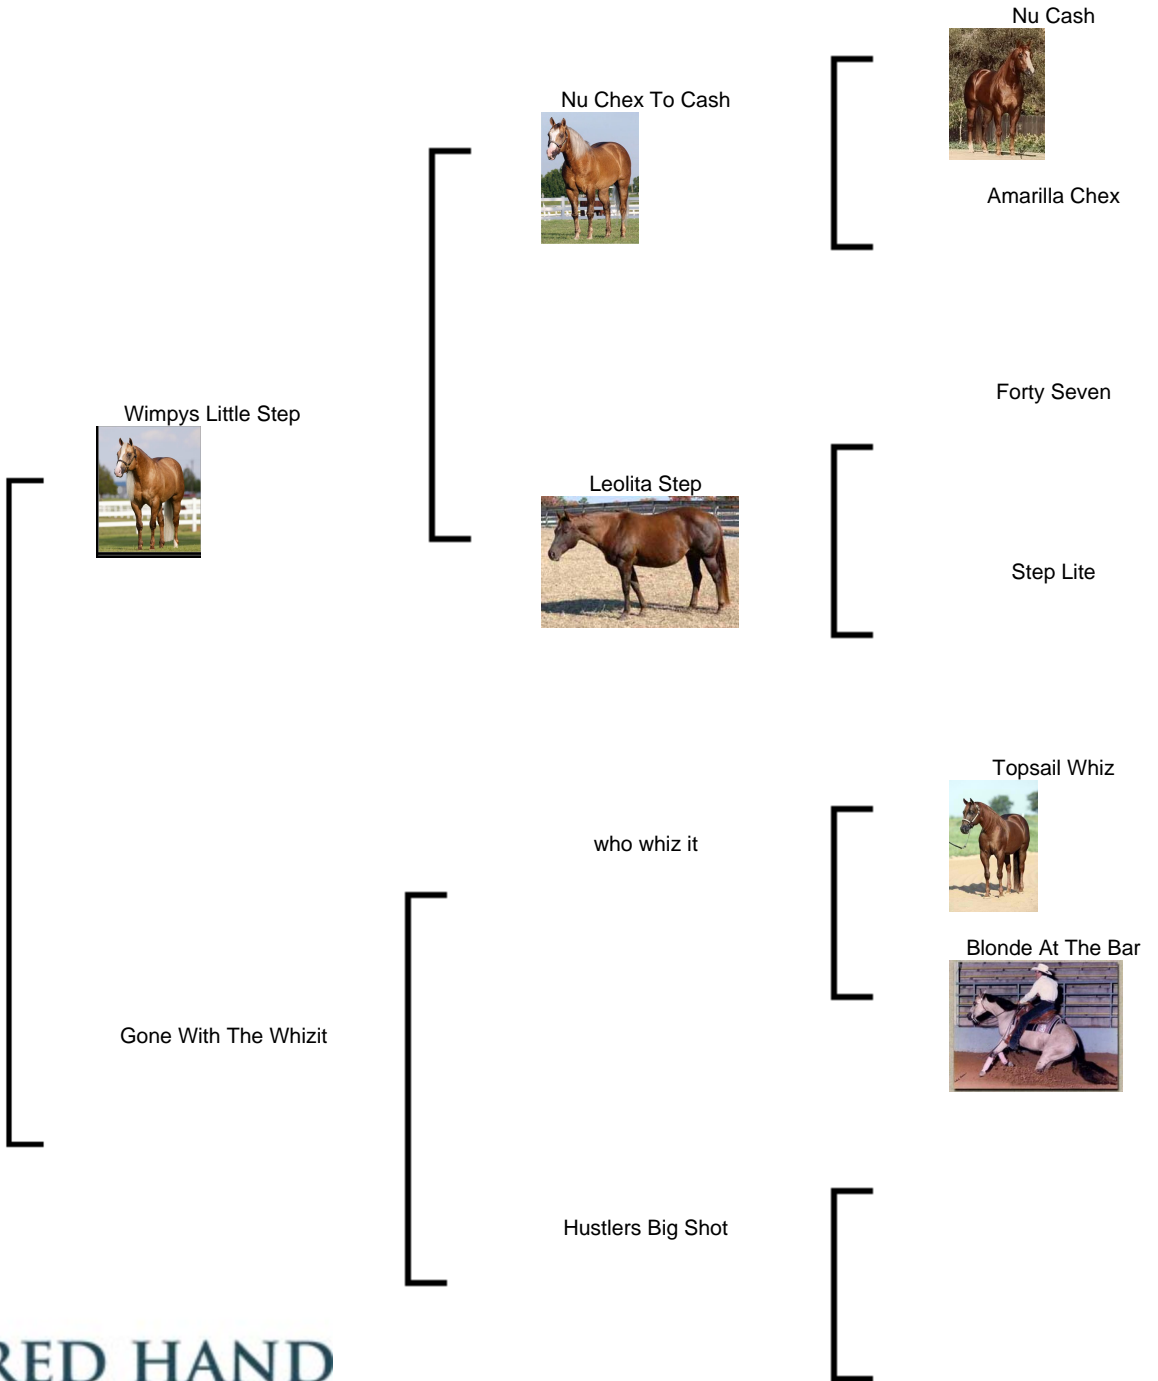 Nu Cash
Nu Chex To Cash
Amarilla Chex
Forty Seven
Wimpys Little Step
Leolita Step
Step Lite
Topsail Whiz
who whiz it
Blonde At The Bar
Gone With The Whizit
Hustlers Big Shot
RED HAND